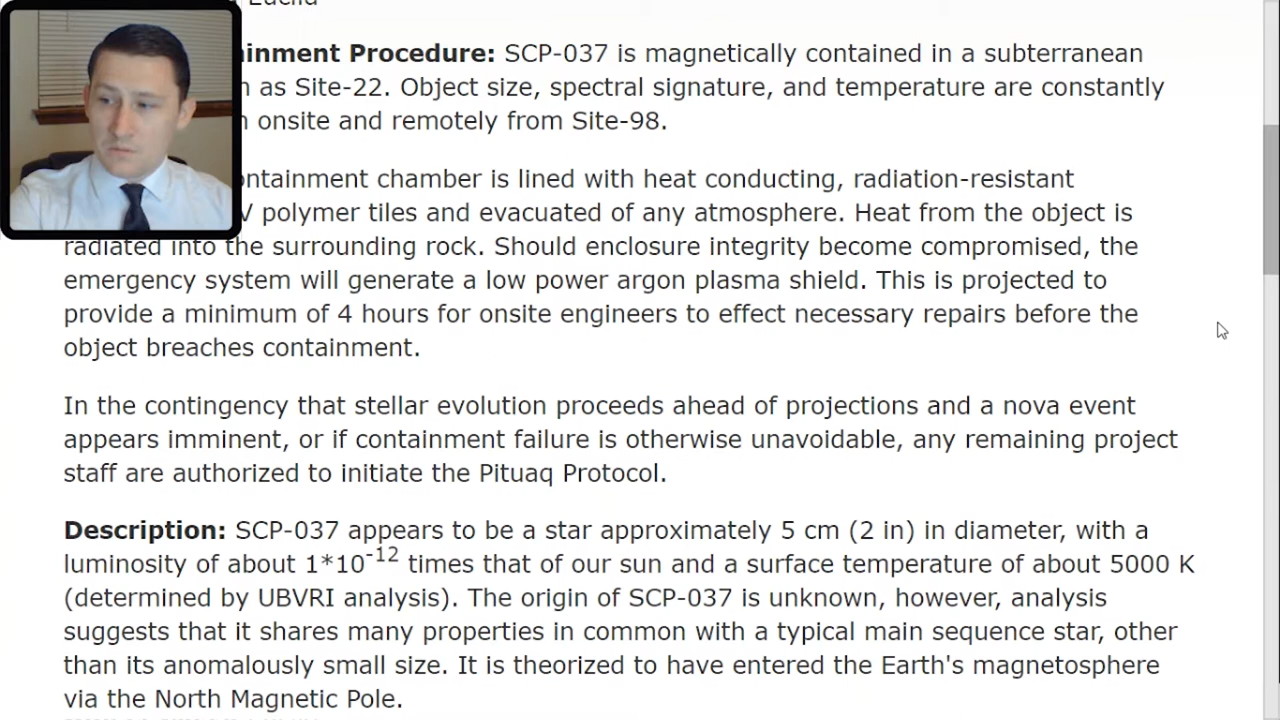 Euclid
inment Procedure: SCP-037 is magnetically contained in a subterranean
as Site-22. Object size, spectral signature, and temperature are constantly
onsite and remotely from Site-98.
ontainment chamber is lined with heat conducting, radiation-resistant
V polymer tiles and evacuated of any atmosphere. Heat from the object is
radiated into the surrounding rock. Should enclosure integrity become compromised, the
emergency system will generate a low power argon plasma shield. This is projected to
provide a minimum of 4 hours for onsite engineers to effect necessary repairs before the
object breaches containment.
In the contingency that stellar evolution proceeds ahead of projections and a nova event
appears imminent, or if containment failure is otherwise unavoidable, any remaining project
staff are authorized to initiate the Pituaq Protocol.
Description: SCP-037 appears to be a star approximately 5 cm (2 in) in diameter, with a
luminosity of about 1*10⁻¹² times that of our sun and a surface temperature of about 5000 K
(determined by UBVRI analysis). The origin of SCP-037 is unknown, however, analysis
suggests that it shares many properties in common with a typical main sequence star, other
than its anomalously small size. It is theorized to have entered the Earth's magnetosphere
via the North Magnetic Pole.